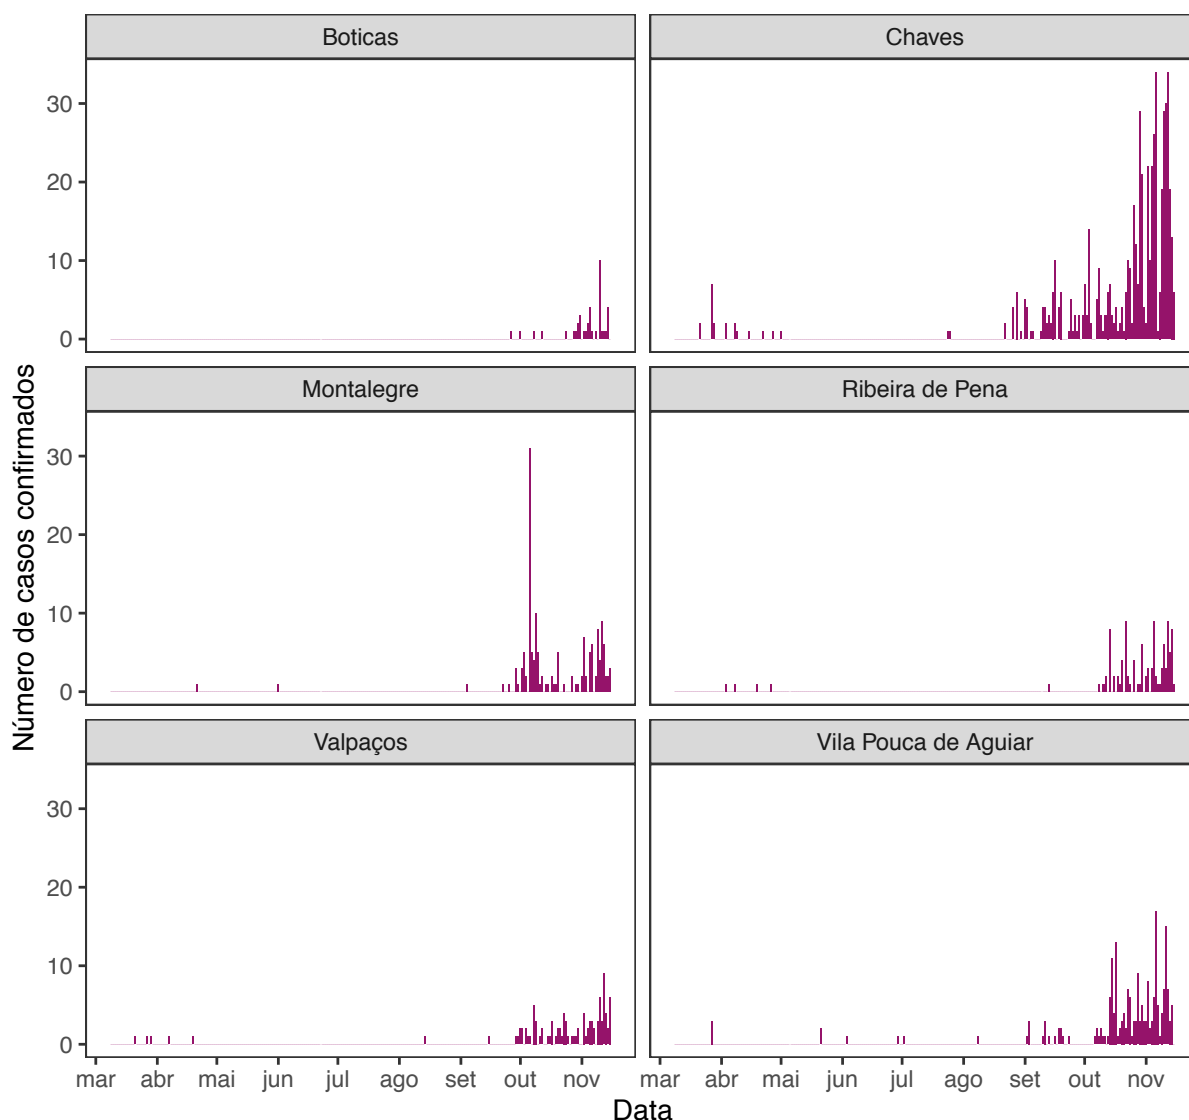 Boticas
Chaves
30
20
10
0
Montalegre
Ribeira de Pena
30
20
10
0
Valpaços
Vila Pouca de Aguiar
30
20
10
0
mar abr mai jun jul ago set out nov
mar abr mai jun jul ago set out nov
Data
Número de casos confirmados